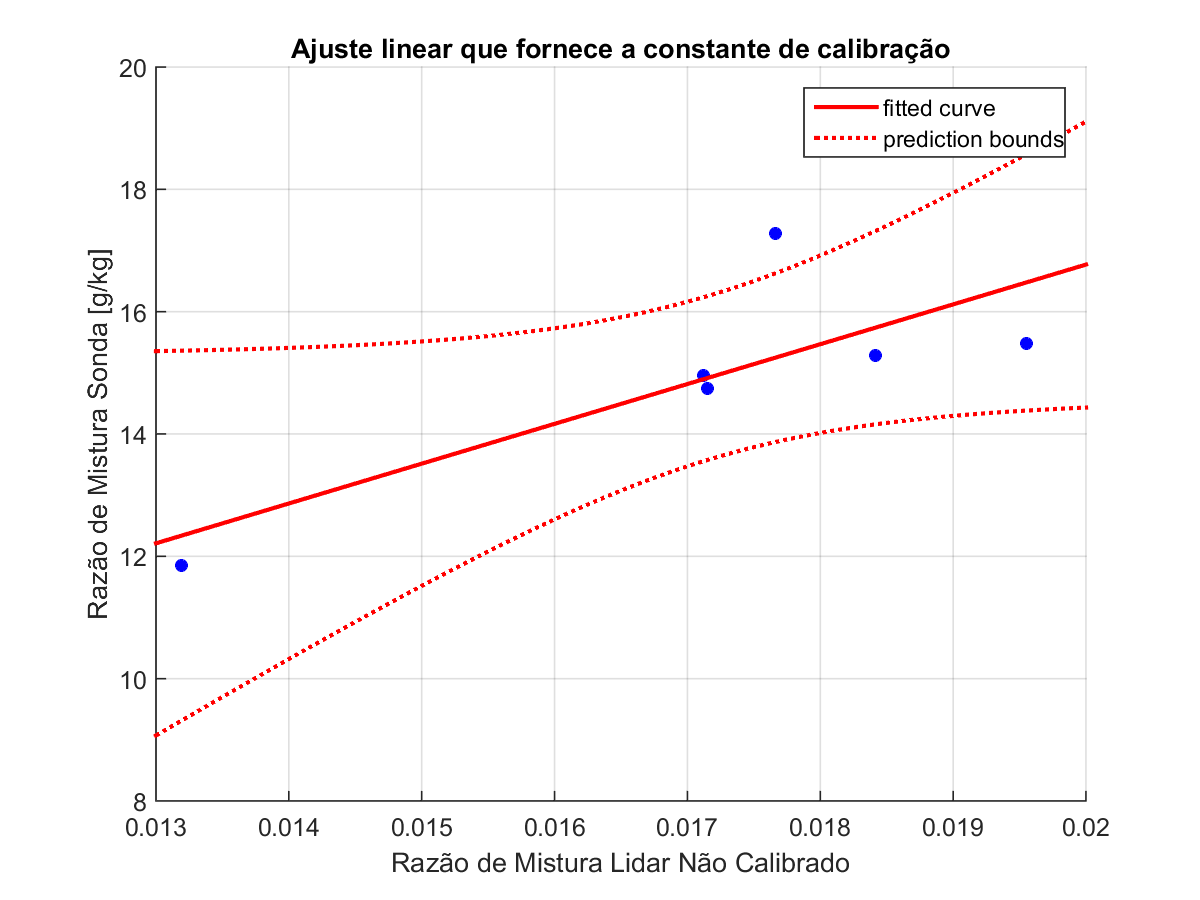 Ajuste linear que fornece a constante de calibração
fitted curve
prediction bounds
Razão de Mistura Sonda [g/kg]
20
18
16
14
12
10
8
0.013 0.014 0.015 0.016 0.017 0.018 0.019 0.02
Razão de Mistura Lidar Não Calibrado